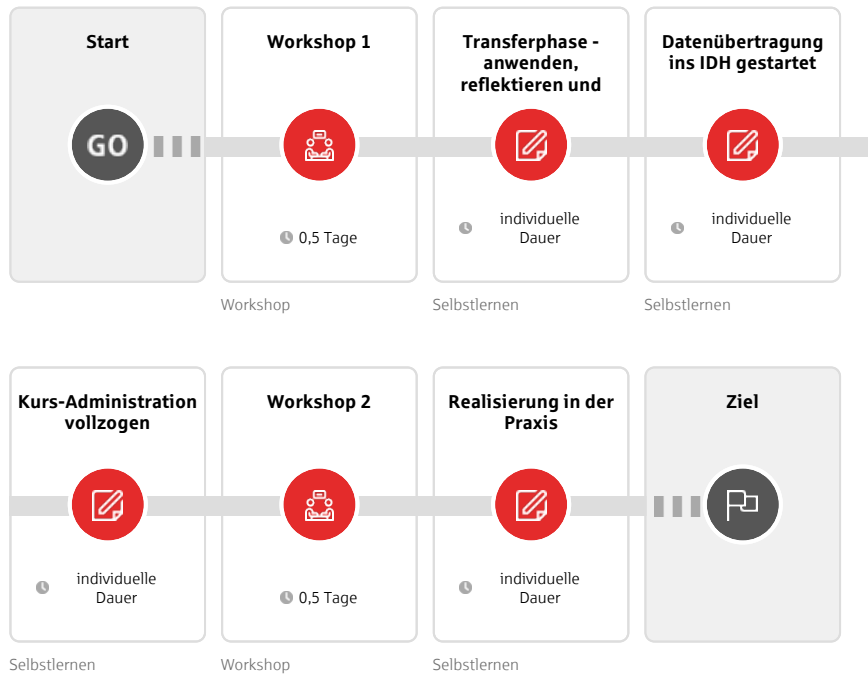 Start
GO
Workshop 1
0,5 Tage
Workshop
Transferphase -
anwenden,
reflektieren und
individuelle
Dauer
Selbstlernen
Datenübertragung
ins IDH gestartet
individuelle
Dauer
Selbstlernen
Kurs-Administration
vollzogen
individuelle
Dauer
Selbstlernen
Workshop 2
0,5 Tage
Workshop
Realisierung in der
Praxis
individuelle
Dauer
Selbstlernen
Ziel